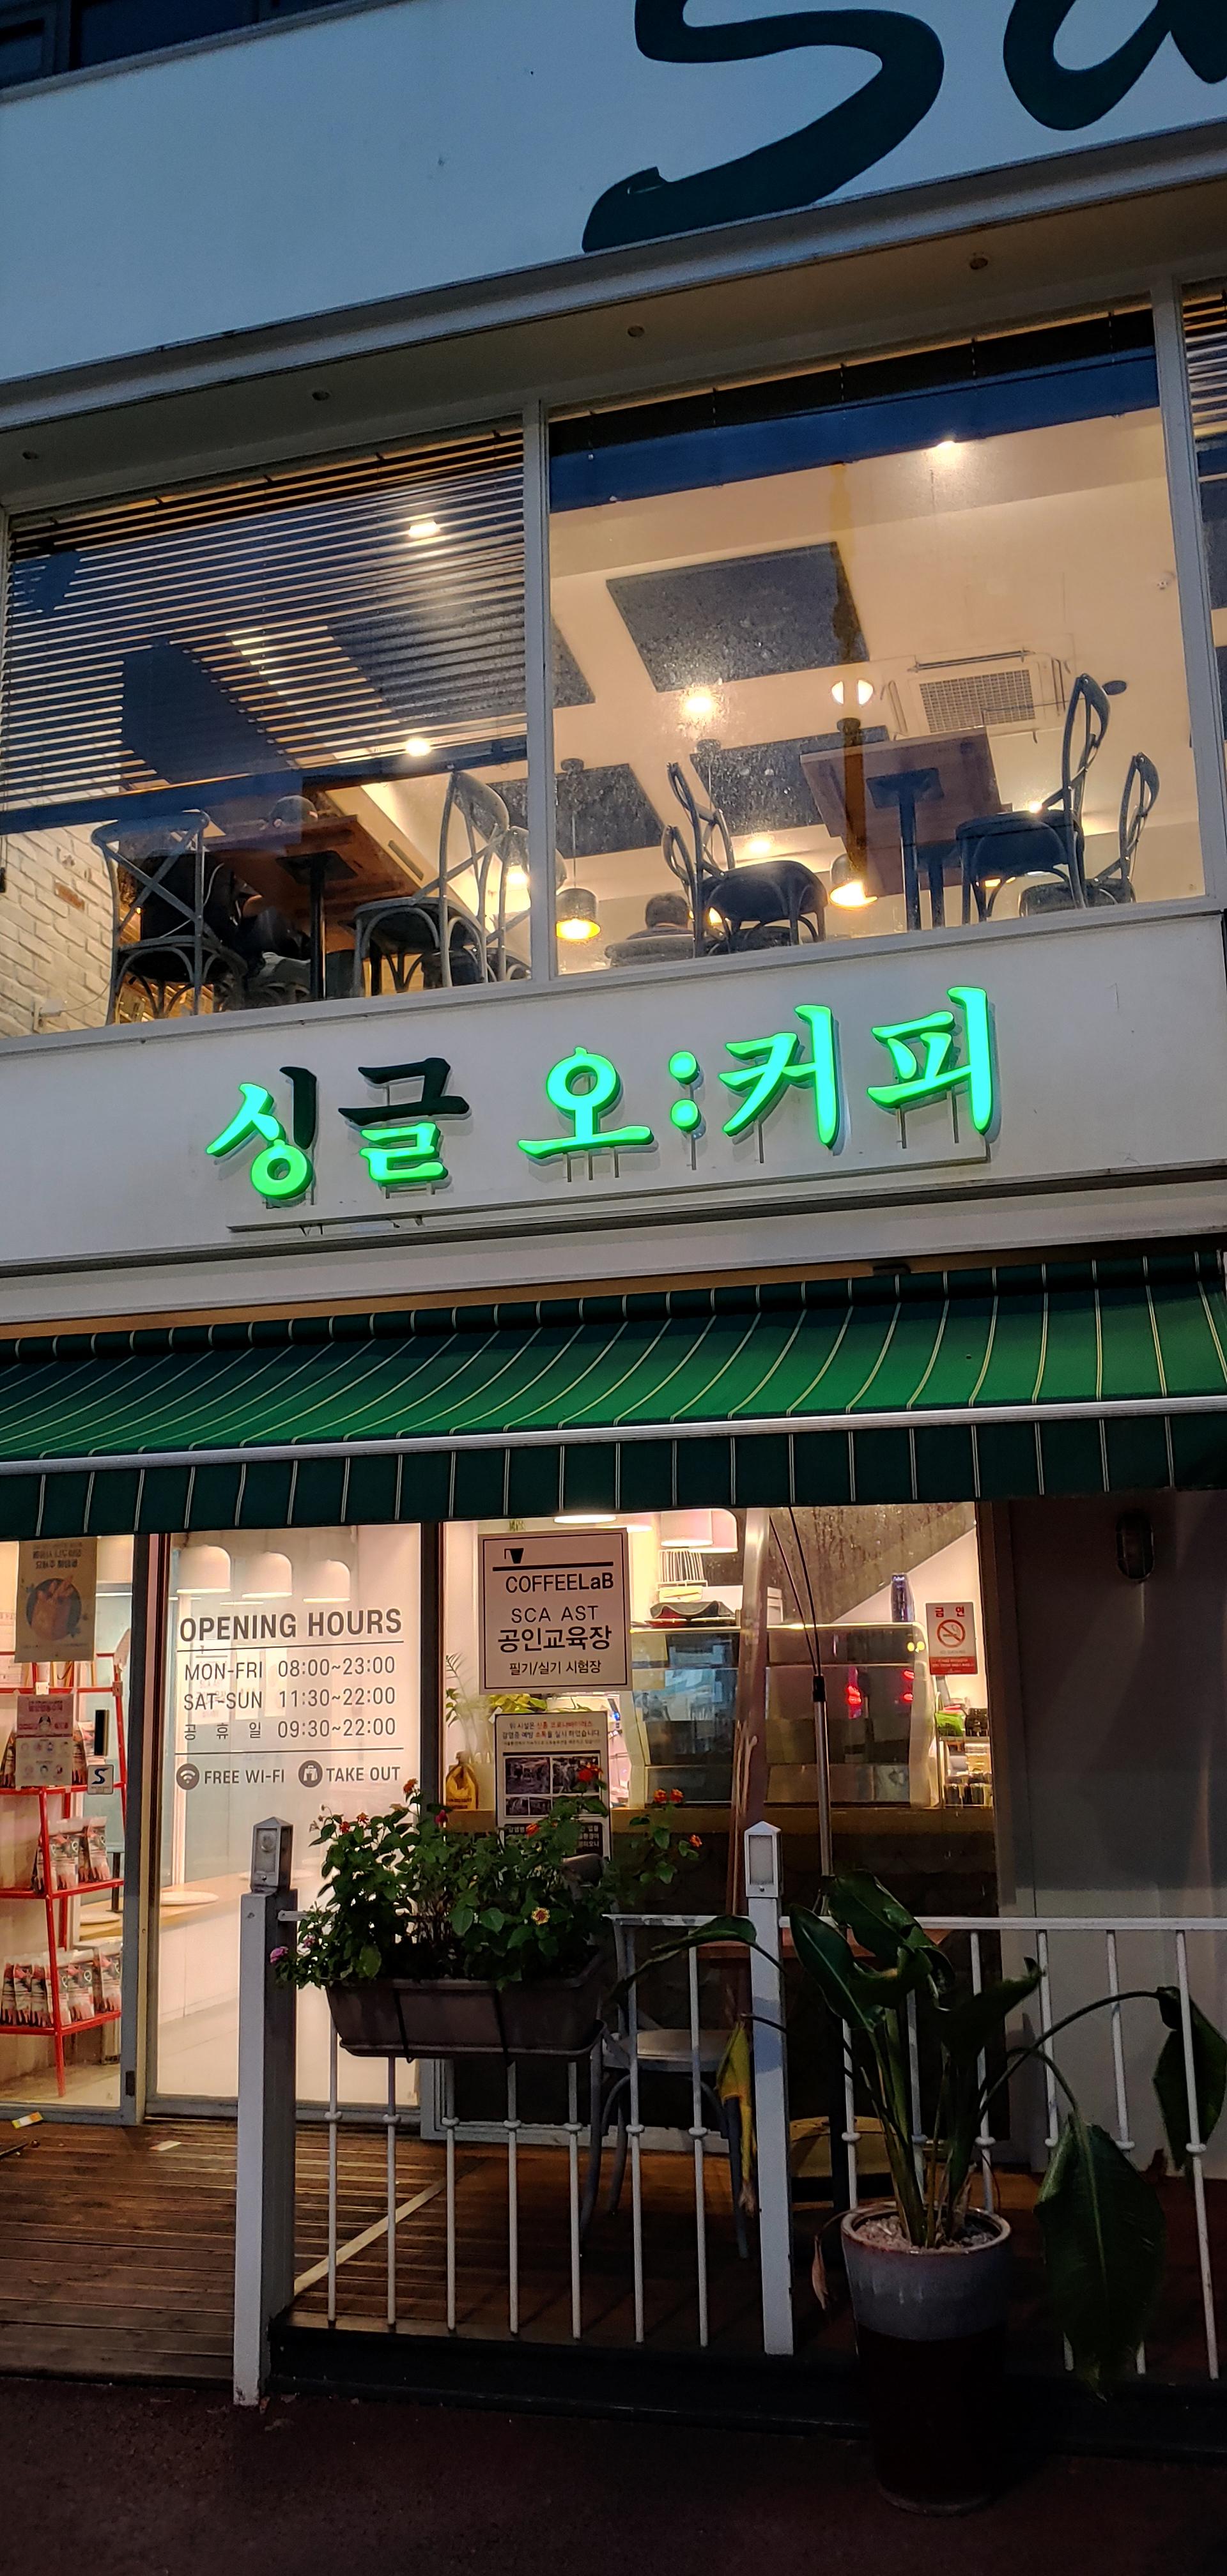 Sa
싱글 오:커피
COFFEELaB
SCA AST
공인교육장
필기/실기 시험장
금 연
OPENING HOURS
MON-FRI 08:00~23:00
SAT-SUN 11:30~22:00
공 휴 일 09:30~22:00
FREE WI-FI TAKE OUT
S